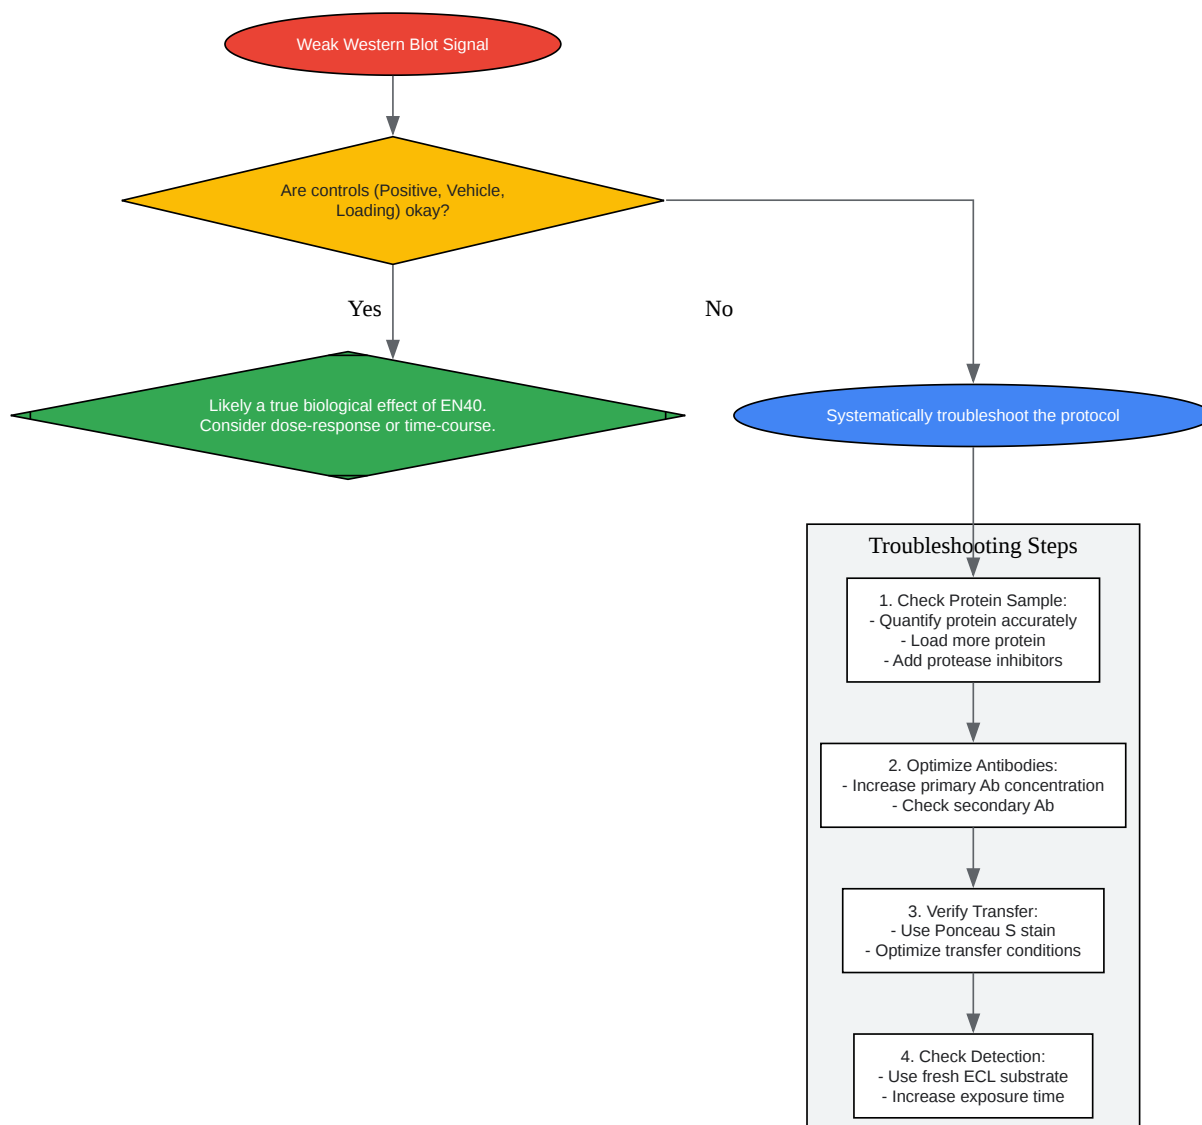 Weak Western Blot Signal
Are controls (Positive, Vehicle,
Loading) okay?
Yes
No
Likely a true biological effect of EN40.
Consider dose-response or time-course.
Systematically troubleshoot the protocol
Troubleshooting Steps
1. Check Protein Sample:
- Quantify protein accurately
- Load more protein
- Add protease inhibitors
2. Optimize Antibodies:
- Increase primary Ab concentration
- Check secondary Ab
3. Verify Transfer:
- Use Ponceau S stain
- Optimize transfer conditions
4. Check Detection:
- Use fresh ECL substrate
- Increase exposure time